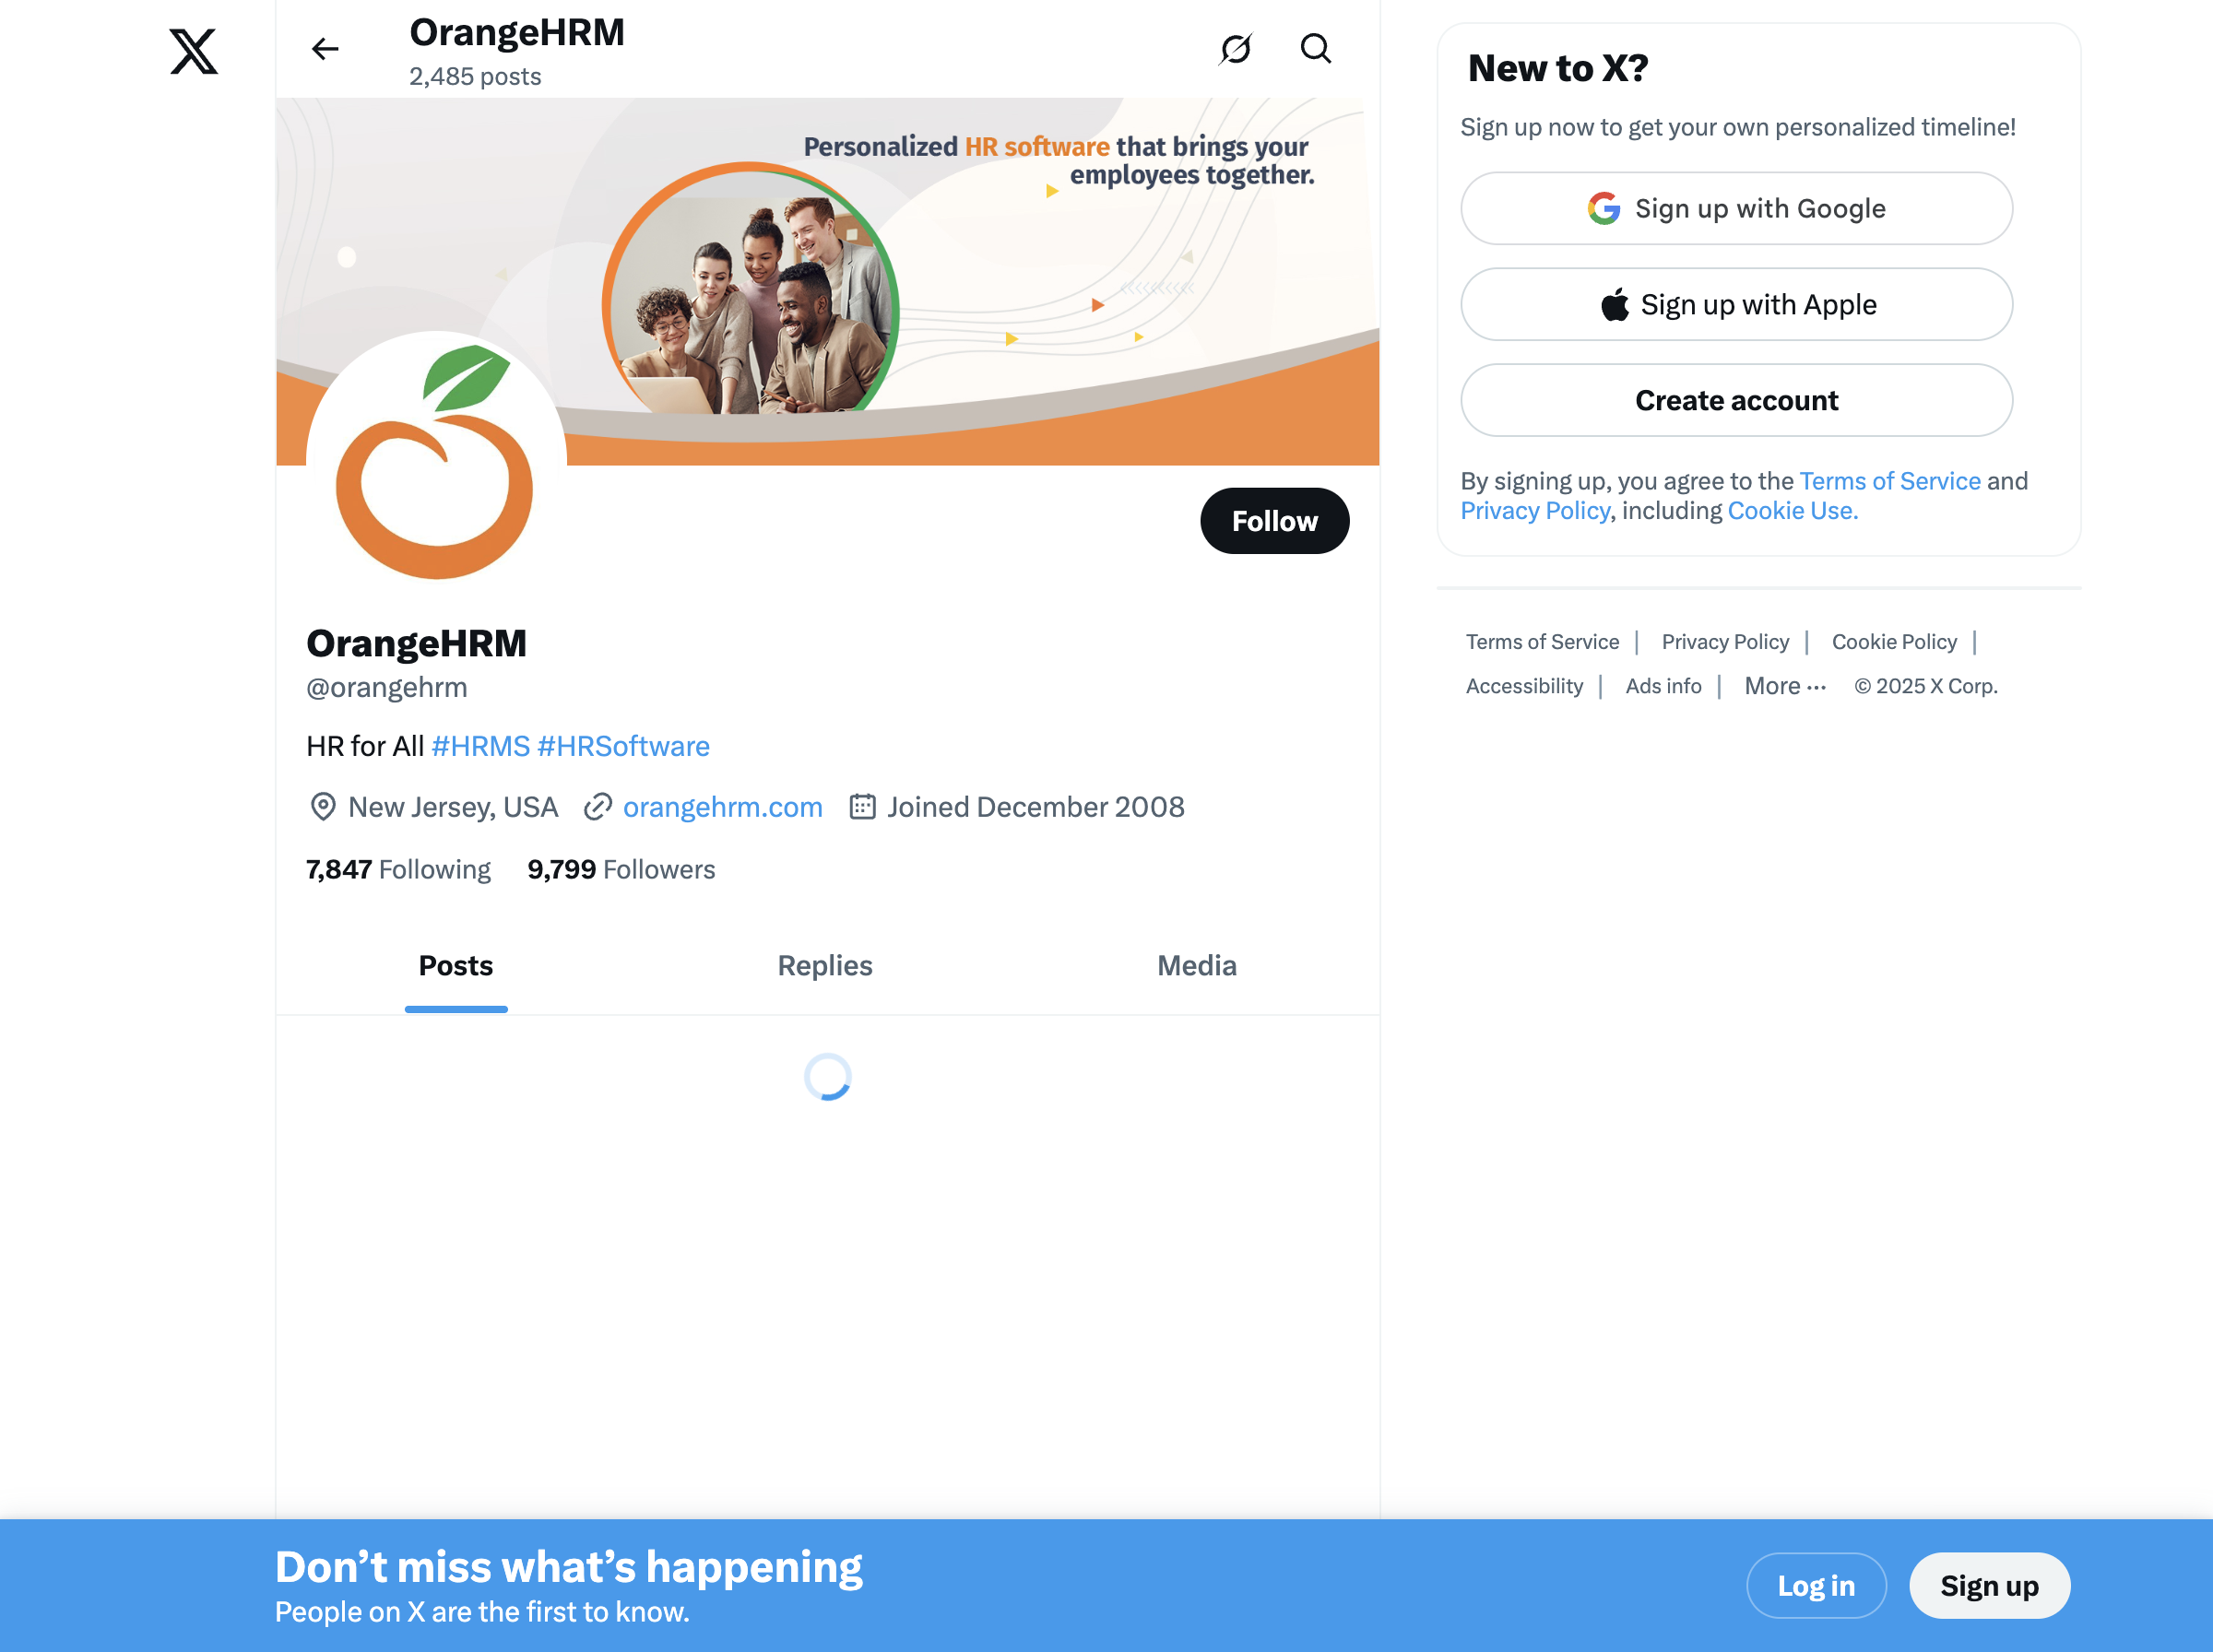 OrangeHRM
2,485 posts
Personalized HR software that brings your
employees together.
Follow
OrangeHRM
@orangehrm
HR for All #HRMS #HRSoftware
New Jersey, USA orangehrm.com Joined December 2008
7,847 Following 9,799 Followers
Posts Replies Media
New to X?
Sign up now to get your own personalized timeline!
Sign up with Google
Sign up with Apple
Create account
By signing up, you agree to the Terms of Service and
Privacy Policy, including Cookie Use.
Terms of Service | Privacy Policy | Cookie Policy |
Accessibility | Ads info | More ··· © 2025 X Corp.
Don’t miss what’s happening
People on X are the first to know.
Log in Sign up